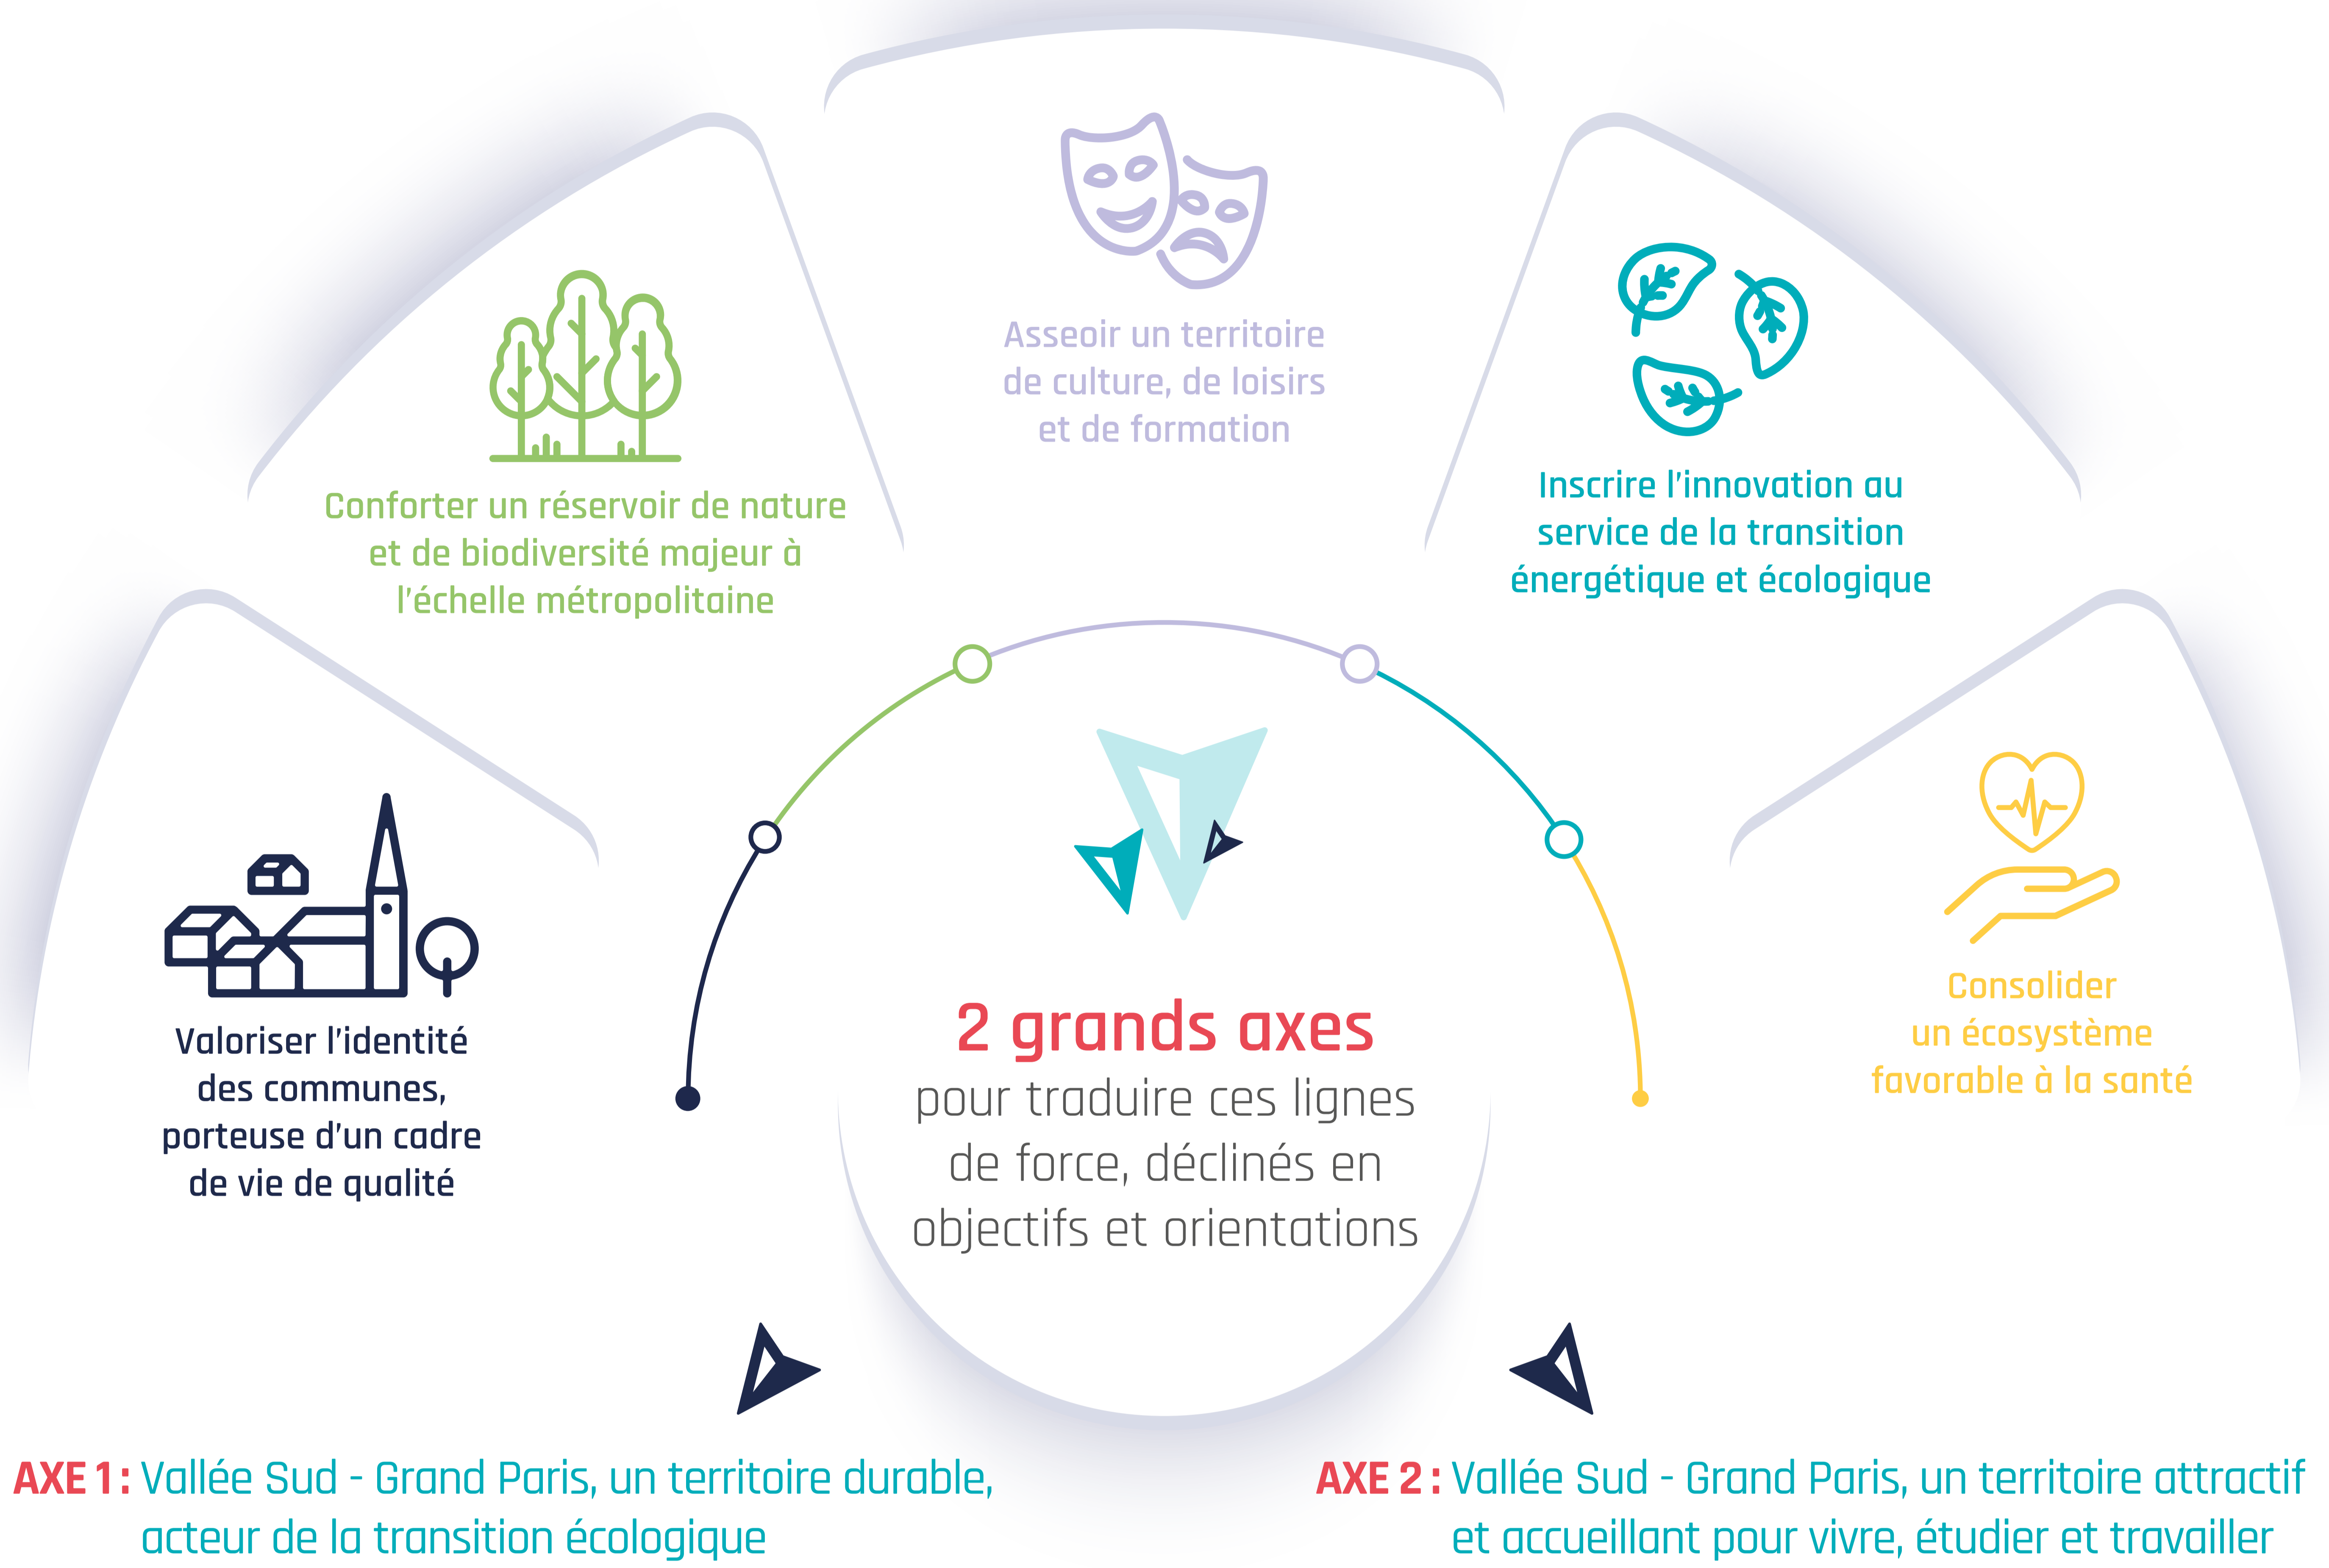 Asseoir un territoire
de culture, de loisirs
et de formation
Conforter un réservoir de nature
et de biodiversité majeur à
l'échelle métropolitaine
Inscrire l'innovation au
service de la transition
énergétique et écologique
Valoriser l'identité
des communes,
porteuse d'un cadre
de vie de qualité
Consolider
un écosystème
favorable à la santé
2 grands axes
pour traduire ces lignes
de force, déclinés en
objectifs et orientations
AXE 1 : Vallée Sud - Grand Paris, un territoire durable,
acteur de la transition écologique
AXE 2 : Vallée Sud - Grand Paris, un territoire attractif
et accueillant pour vivre, étudier et travailler